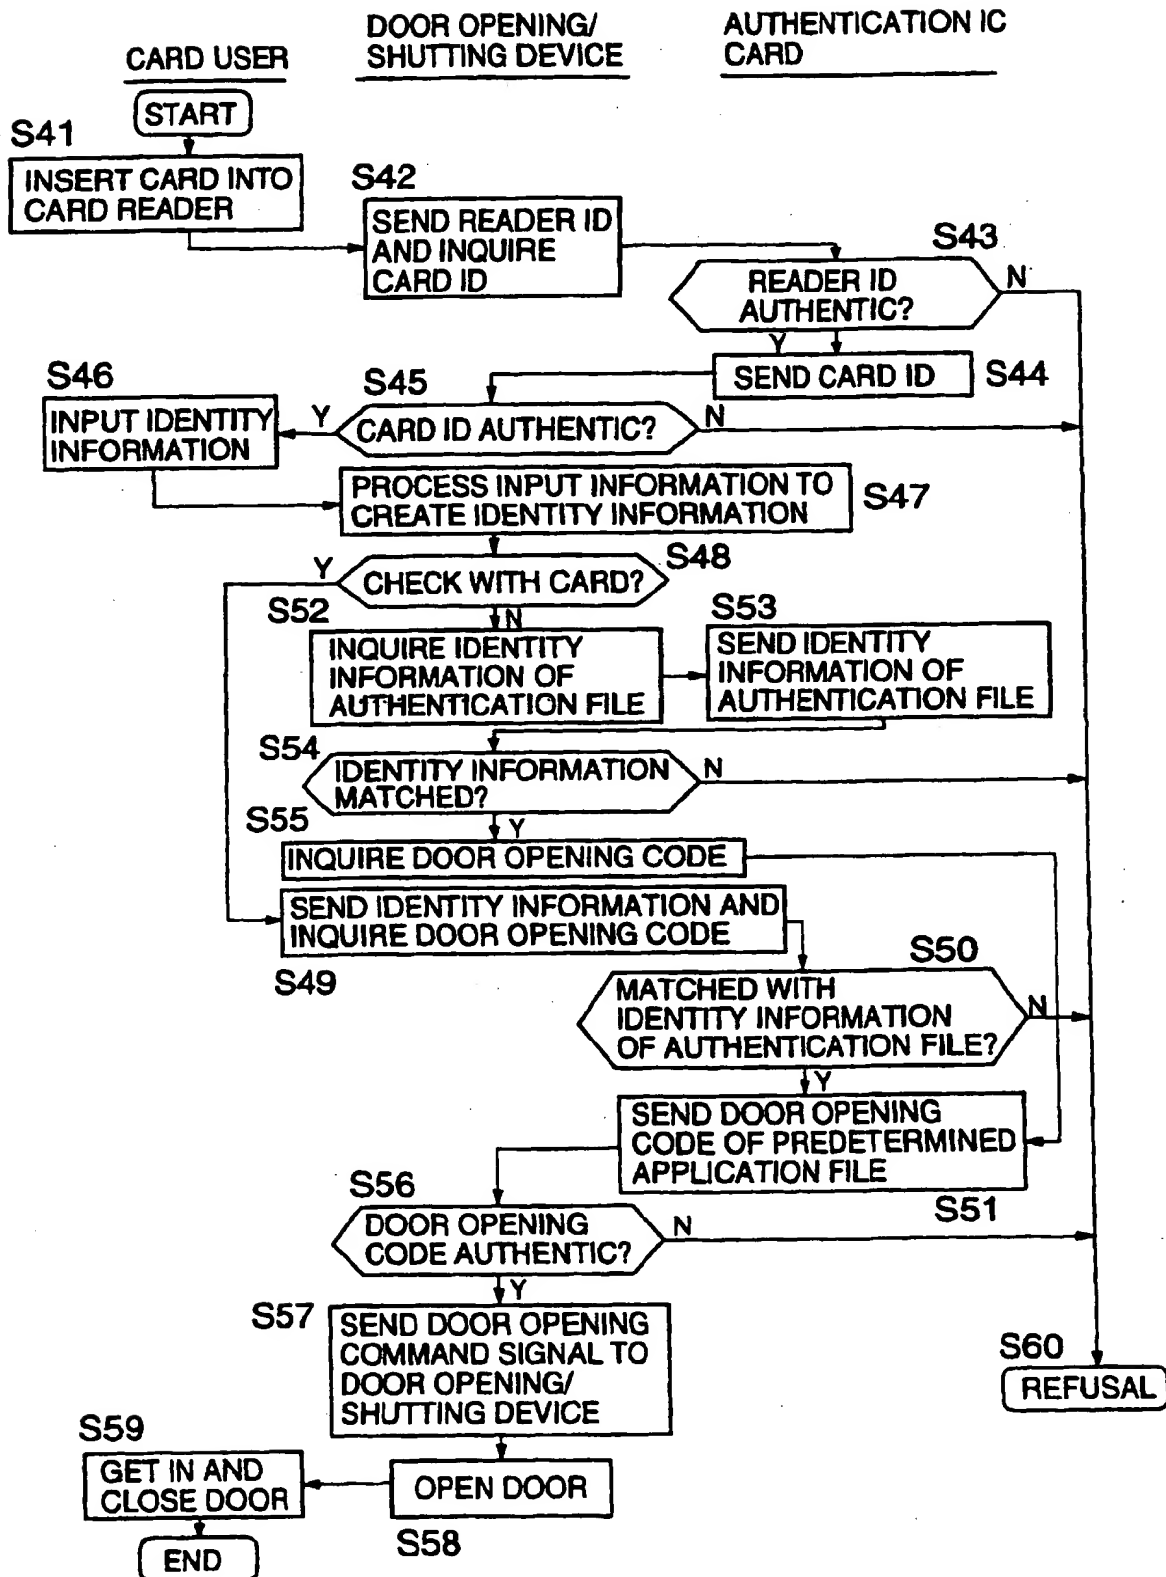 DOOR OPENING/
SHUTTING DEVICE
AUTHENTICATION IC
CARD
CARD USER
START
S41
INSERT CARD INTO
CARD READER
S42
SEND READER ID
AND INQUIRE
CARD ID
S43
READER ID
AUTHENTIC?
N
Y
SEND CARD ID
S44
S45
CARD ID AUTHENTIC?
Y
N
S46
INPUT IDENTITY
INFORMATION
PROCESS INPUT INFORMATION TO
CREATE IDENTITY INFORMATION
S47
S48
CHECK WITH CARD?
Y
N
S52
INQUIRE IDENTITY
INFORMATION OF
AUTHENTICATION FILE
S53
SEND IDENTITY
INFORMATION OF
AUTHENTICATION FILE
S54
IDENTITY INFORMATION
MATCHED?
N
Y
S55
INQUIRE DOOR OPENING CODE
SEND IDENTITY INFORMATION AND
INQUIRE DOOR OPENING CODE
S49
S50
MATCHED WITH
IDENTITY INFORMATION
OF AUTHENTICATION FILE?
N
Y
SEND DOOR OPENING
CODE OF PREDETERMINED
APPLICATION FILE
S51
S56
DOOR OPENING
CODE AUTHENTIC?
N
Y
S57
SEND DOOR OPENING
COMMAND SIGNAL TO
DOOR OPENING/
SHUTTING DEVICE
S60
REFUSAL
S59
GET IN AND
CLOSE DOOR
OPEN DOOR
S58
END